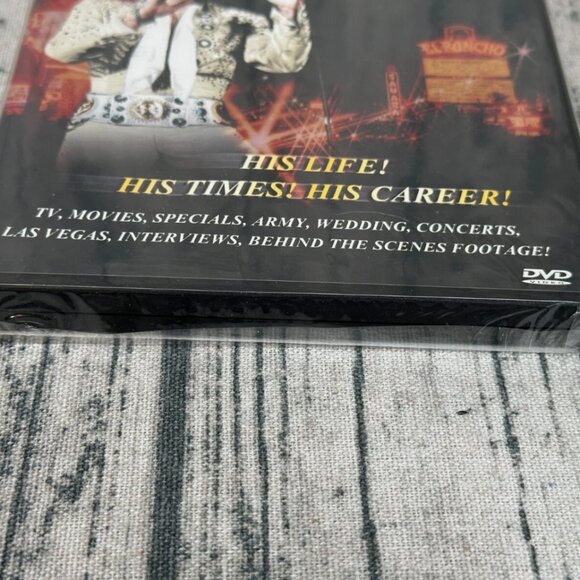 EL RANCHO
HIS LIFE!
HIS TIMES! HIS CAREER!
TV, MOVIES, SPECIALS, ARMY, WEDDING, CONCERTS,
LAS VEGAS, INTERVIEWS, BEHIND THE SCENES FOOTAGE!
DVD
VIDEO